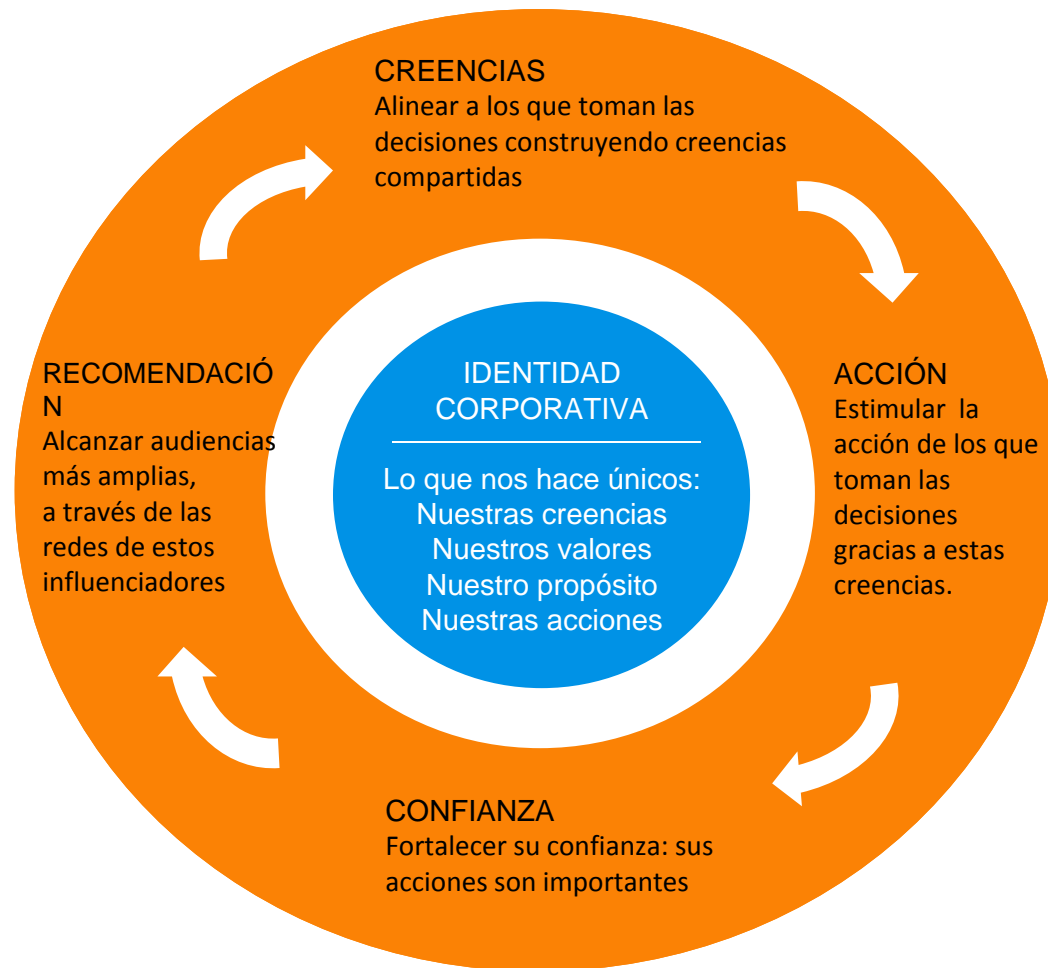 CREENCIAS
Alinear a los que toman las
decisiones construyendo creencias
compartidas
RECOMENDACIÓ
N
Alcanzar audiencias
más amplias,
a través de las
redes de estos
influenciadores
IDENTIDAD
CORPORATIVA
Lo que nos hace únicos:
Nuestras creencias
Nuestros valores
Nuestro propósito
Nuestras acciones
ACCIÓN
Estimular  la
acción de los que
toman las
decisiones
gracias a estas
creencias.
CONFIANZA
Fortalecer su confianza: sus
acciones son importantes